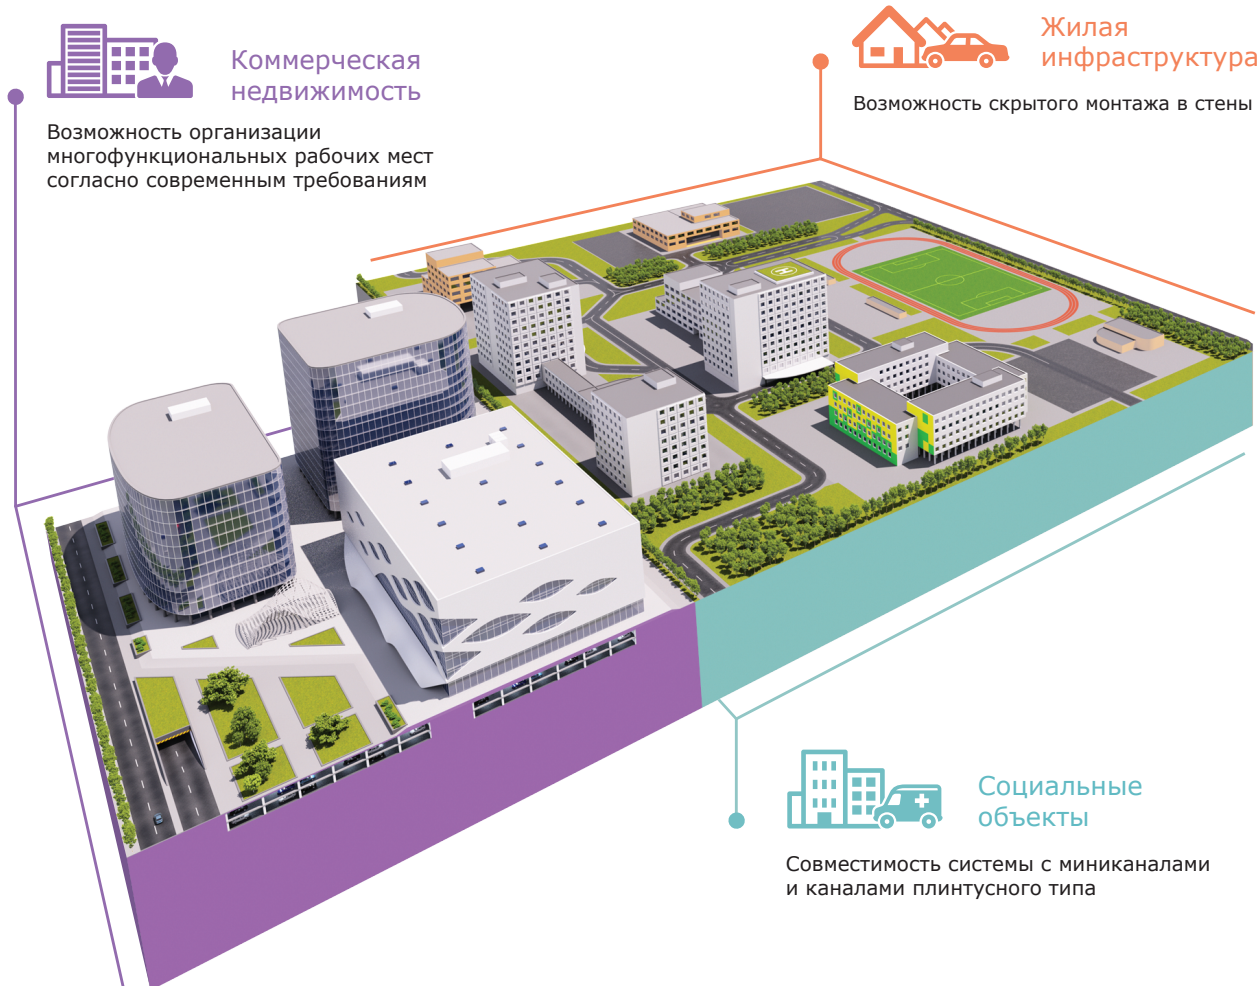 Коммерческая
недвижимость
Возможность организации
многофункциональных рабочих мест
согласно современным требованиям
Жилая
инфраструктура
Возможность скрытого монтажа в стены
H
Социальные
объекты
Совместимость системы с миниканалами
и каналами плинтусного типа